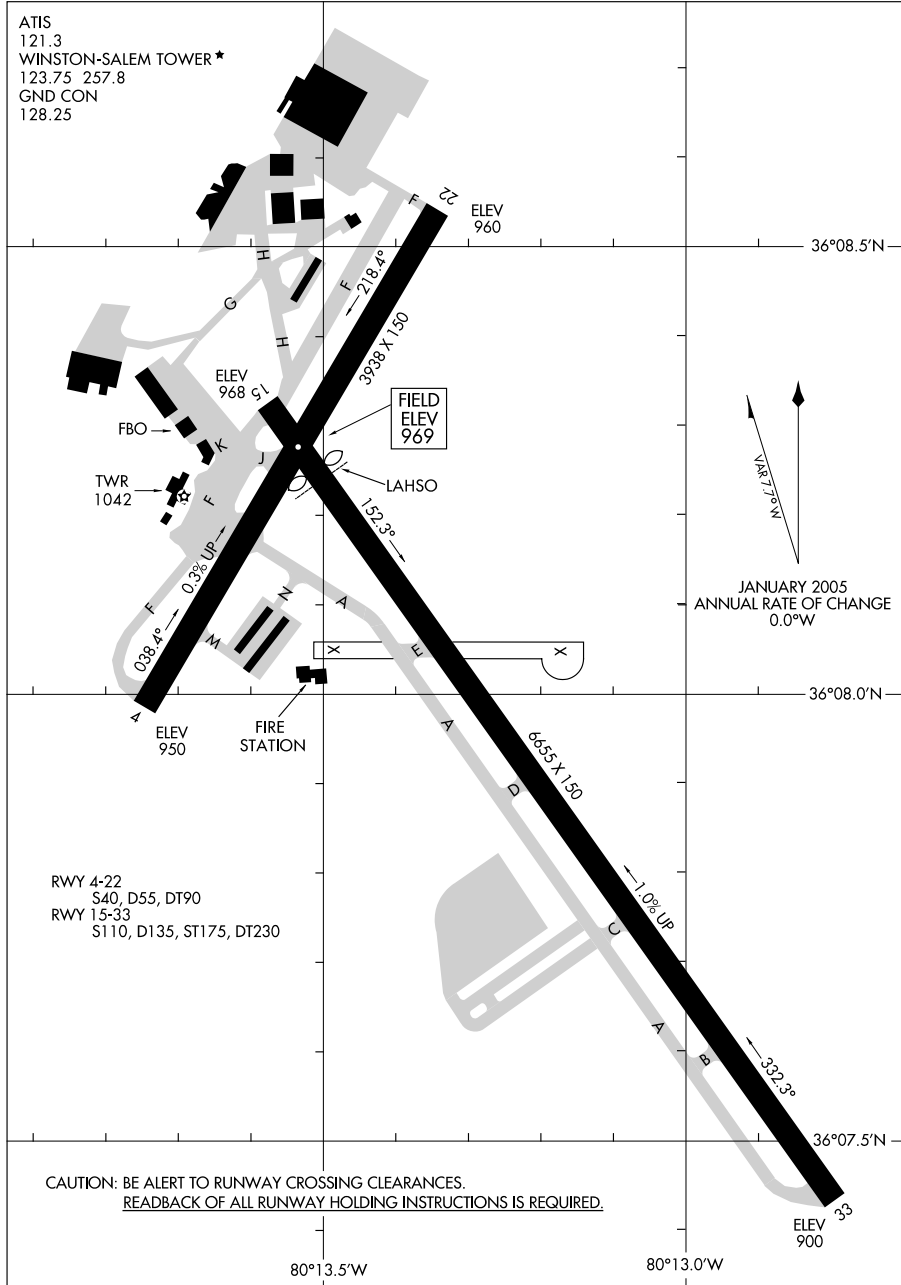 ATIS
121.3
WINSTON-SALEM TOWER ★
123.75 257.8
GND CON
128.25
22
F
ELEV
960
36°08.5'N
H
218.4°
F
G
3938 X 150
H
ELEV
968
15
FIELD
ELEV
969
FBO
K
J
LAHSO
TWR
1042
F
152.3°
VAR 7.7° W
0.3% UP
JANUARY 2005
ANNUAL RATE OF CHANGE
0.0°W
N
A
F
038.4°
M
X
E
X
36°08.0'N
4
ELEV
950
FIRE
STATION
A
6655 X 150
D
RWY 4-22
S40, D55, DT90
RWY 15-33
S110, D135, ST175, DT230
1.0% UP
C
A
B
332.3°
36°07.5'N
CAUTION: BE ALERT TO RUNWAY CROSSING CLEARANCES.
READBACK OF ALL RUNWAY HOLDING INSTRUCTIONS IS REQUIRED.
33
ELEV
900
80°13.5'W
80°13.0'W